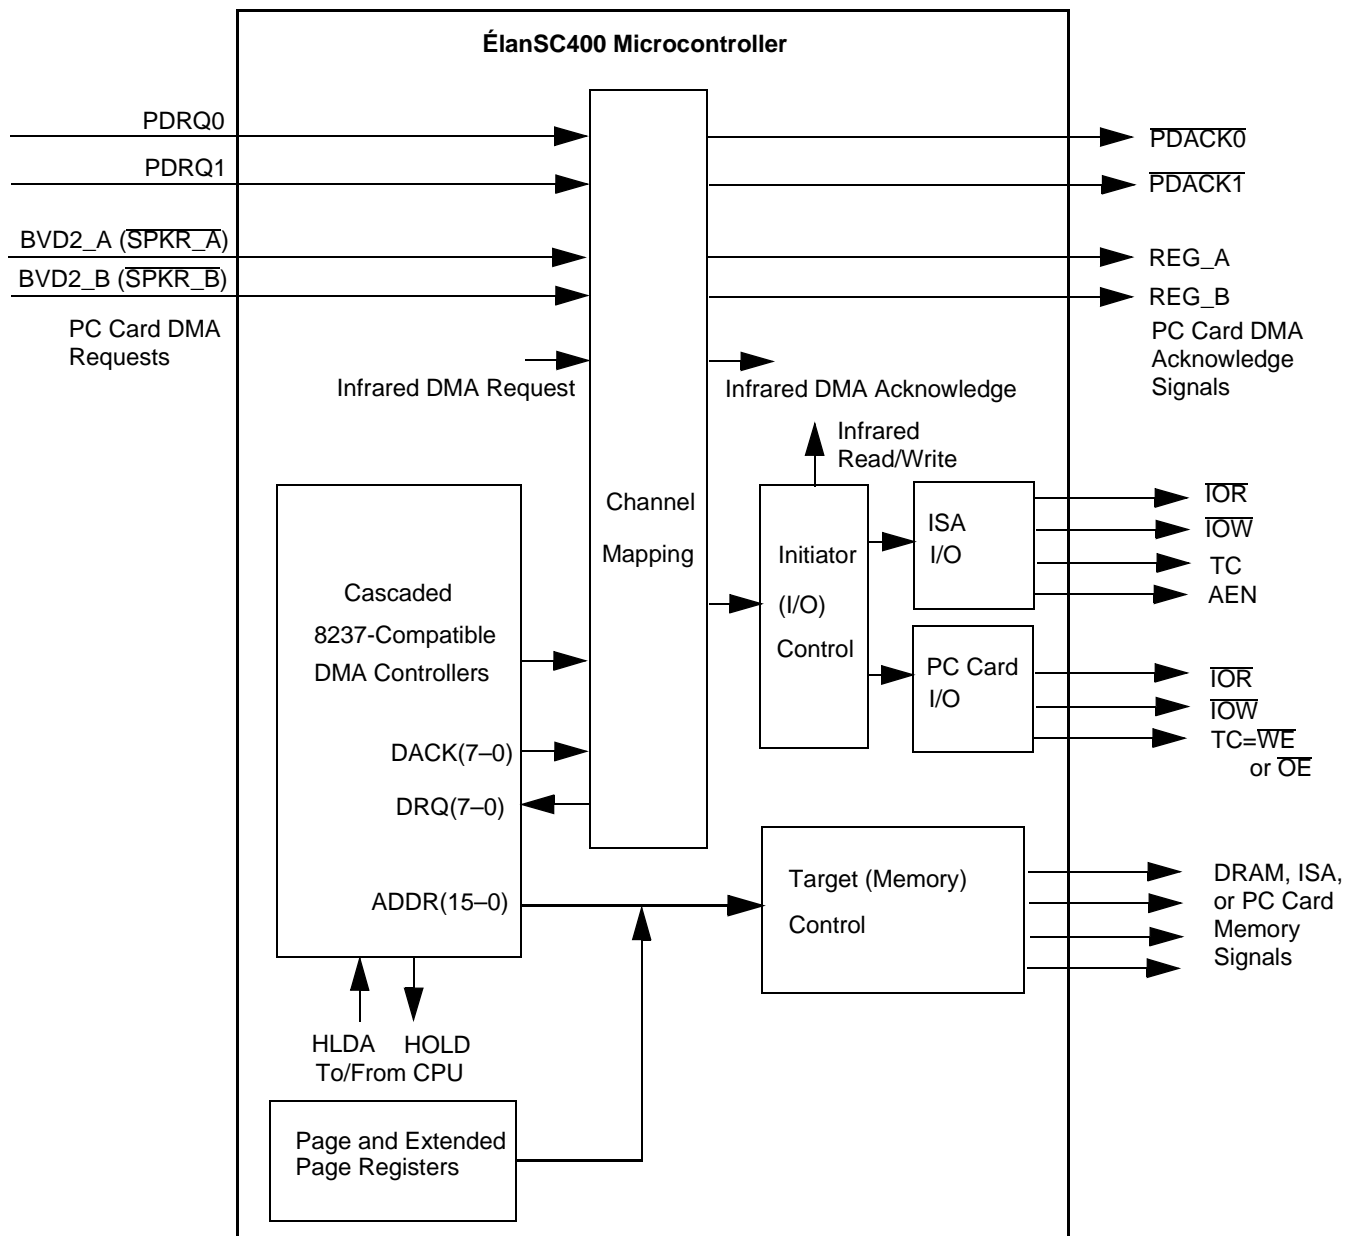 ÉlanSC400 Microcontroller
PDRQ0
PDRQ1
BVD2_A (SPKR_A)
BVD2_B (SPKR_B)
PC Card DMA
Requests
PDACK0
PDACK1
REG_A
REG_B
PC Card DMA
Acknowledge
Signals
Infrared DMA Request
Infrared DMA Acknowledge
Infrared
Read/Write
Channel
Mapping
Initiator
(I/O)
Control
ISA
I/O
IOR
IOW
TC
AEN
PC Card
I/O
IOR
IOW
TC=WE
or OE
Cascaded
8237-Compatible
DMA Controllers
DACK(7–0)
DRQ(7–0)
ADDR(15–0)
Target (Memory)
Control
DRAM, ISA,
or PC Card
Memory
Signals
HLDA HOLD
To/From CPU
Page and Extended
Page Registers